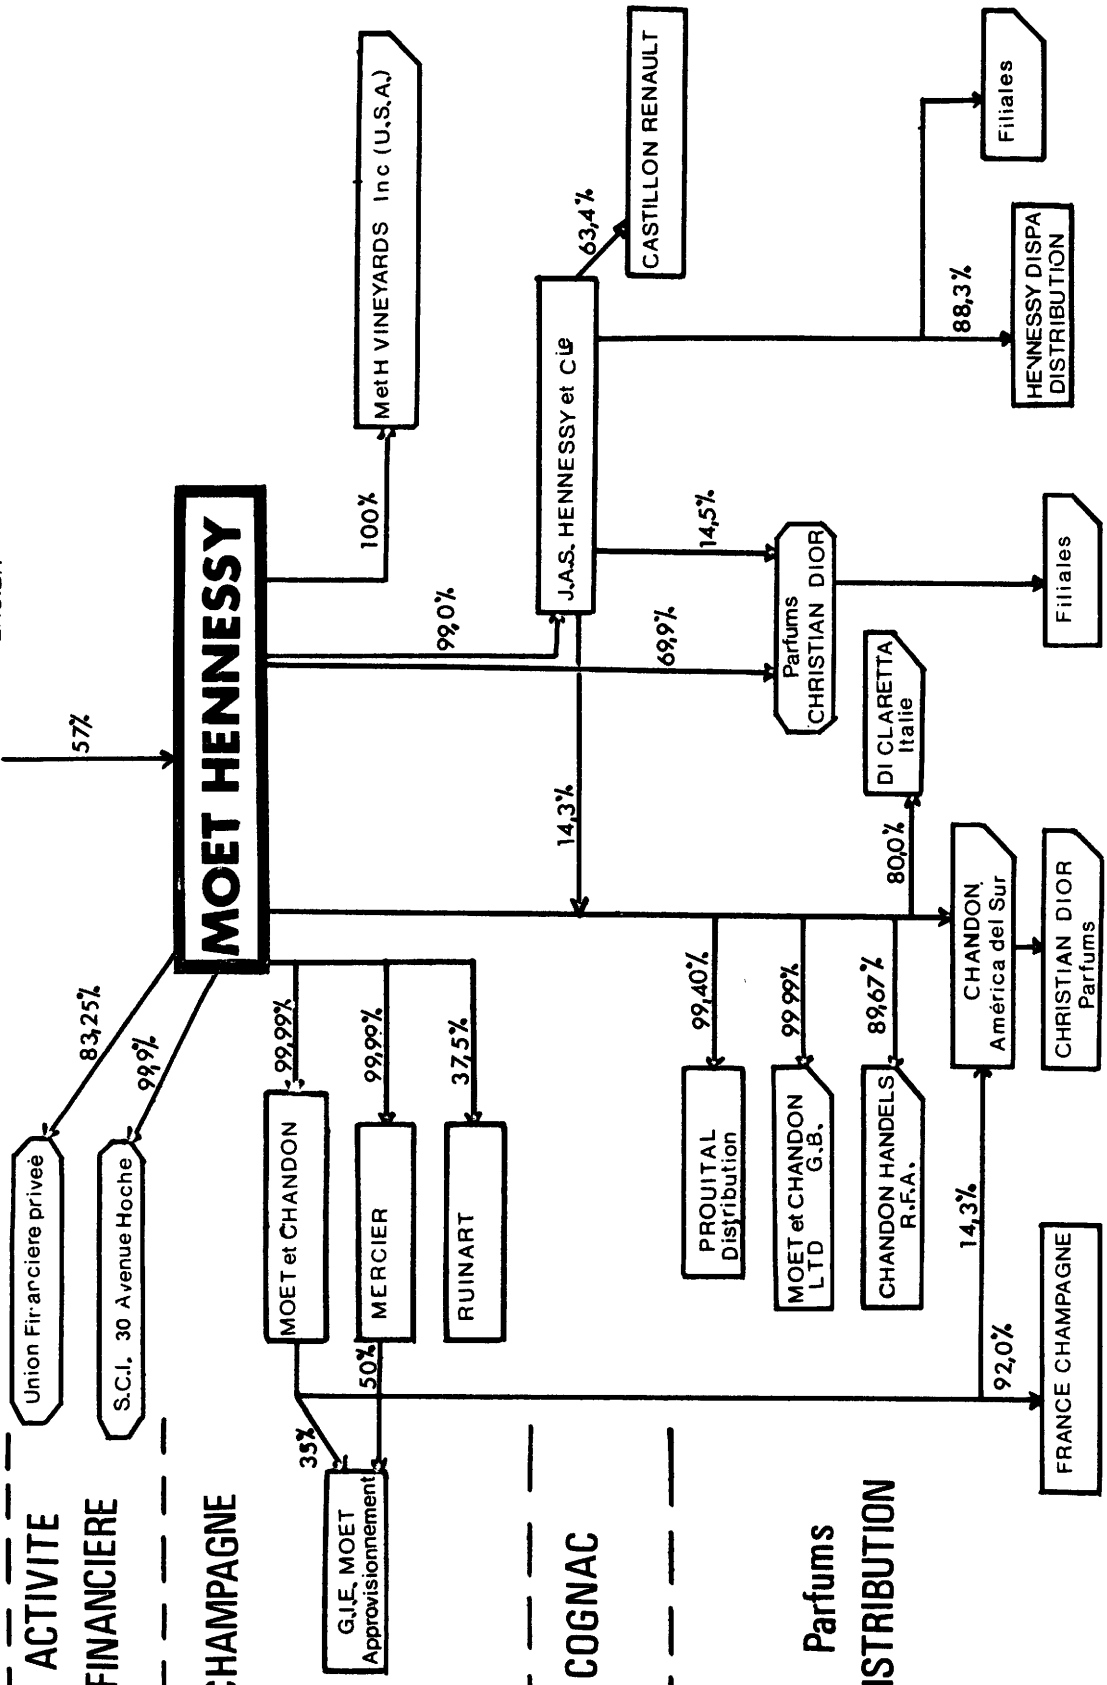 57%
MOET HENNESSY
83,25%
99,9%
Union Financiere priveé
S.C.I. 30 Avenue Hoche
ACTIVITE
FINANCIERE
100%
MetH VINEYARDS Inc (U.S.A.)
99,0%
69,9%
99,99%
99,99%
37,5%
MOET et CHANDON
MERCIER
RUINART
CHAMPAGNE
35%
50%
G.I.E. MOET
Approvisionnement
COGNAC
J.A.S. HENNESSY et Cie
63,4%
CASTILLON RENAULT
14,3%
14,5%
88,3%
HENNESSY DISPA
DISTRIBUTION
Filiales
Parfums
CHRISTIAN DIOR
Filiales
80,0%
DI CLARETTA
Italie
99,40%
PROUITAL
Distribution
99 99%
MOET et CHANDON
LTD G.B.
89,67%
CHANDON HANDELS
R.F.A.
CHANDON.
América del Sur
CHRISTIAN DIOR
Parfums
14,3%
92,0%
FRANCE CHAMPAGNE
Parfums
ISTRIBUTION